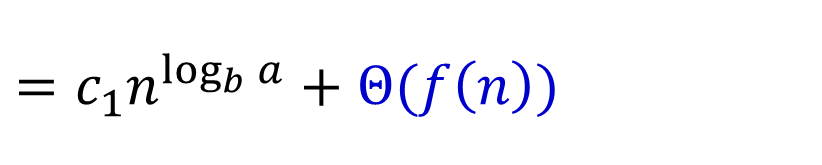 = c₁n^(log_b a) + Θ(f(n))